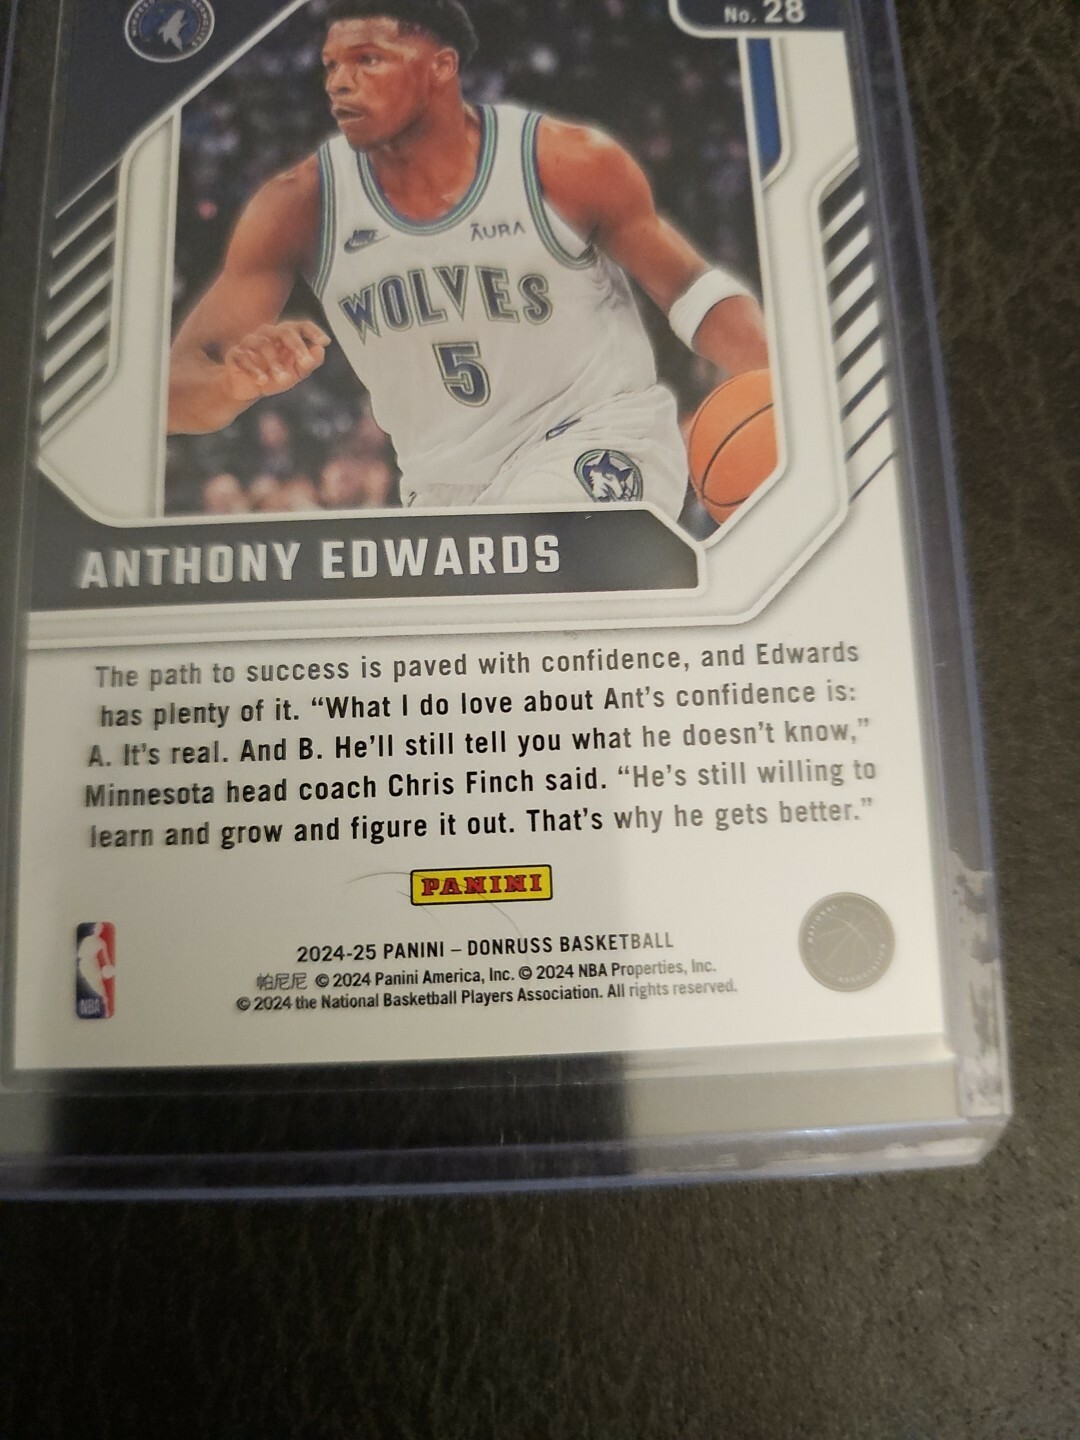 No. 28
AURA
WOLVES
5
ANTHONY EDWARDS
The path to success is paved with confidence, and Edwards
has plenty of it. “What I do love about Ant’s confidence is:
A. It’s real. And B. He’ll still tell you what he doesn’t know,”
Minnesota head coach Chris Finch said. “He’s still willing to
learn and grow and figure it out. That’s why he gets better.”
PANINI
2024-25 PANINI – DONRUSS BASKETBALL
帕尼尼 © 2024 Panini America, Inc. © 2024 NBA Properties, Inc.
© 2024 the National Basketball Players Association. All rights reserved.
NBA